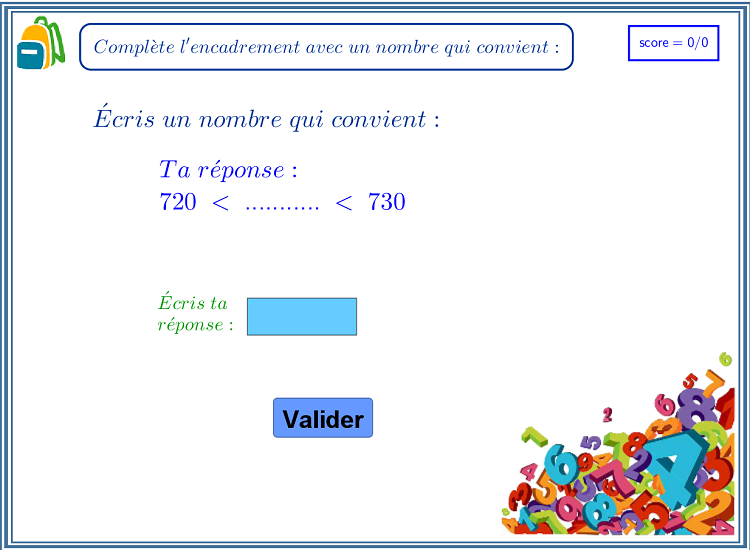 Complète l'encadrement avec un nombre qui convient :
score = 0/0
Écris un nombre qui convient :
Ta réponse :
720 < ........... < 730
Écris ta
réponse :
Valider